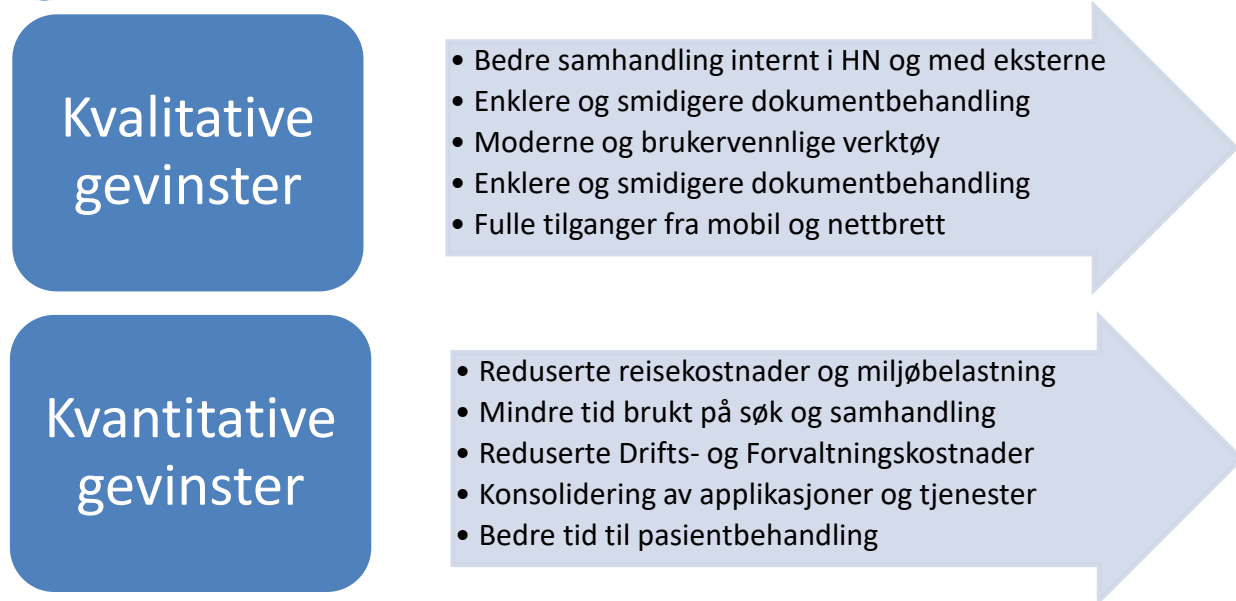 Kvalitative
gevinster
• Bedre samhandling internt i HN og med eksterne
• Enklere og smidigere dokumentbehandling
• Moderne og brukervennlige verktøy
• Enklere og smidigere dokumentbehandling
• Fulle tilganger fra mobil og nettbrett
Kvantitative
gevinster
• Reduserte reisekostnader og miljøbelastning
• Mindre tid brukt på søk og samhandling
• Reduserte Drifts- og Forvaltningskostnader
• Konsolidering av applikasjoner og tjenester
• Bedre tid til pasientbehandling